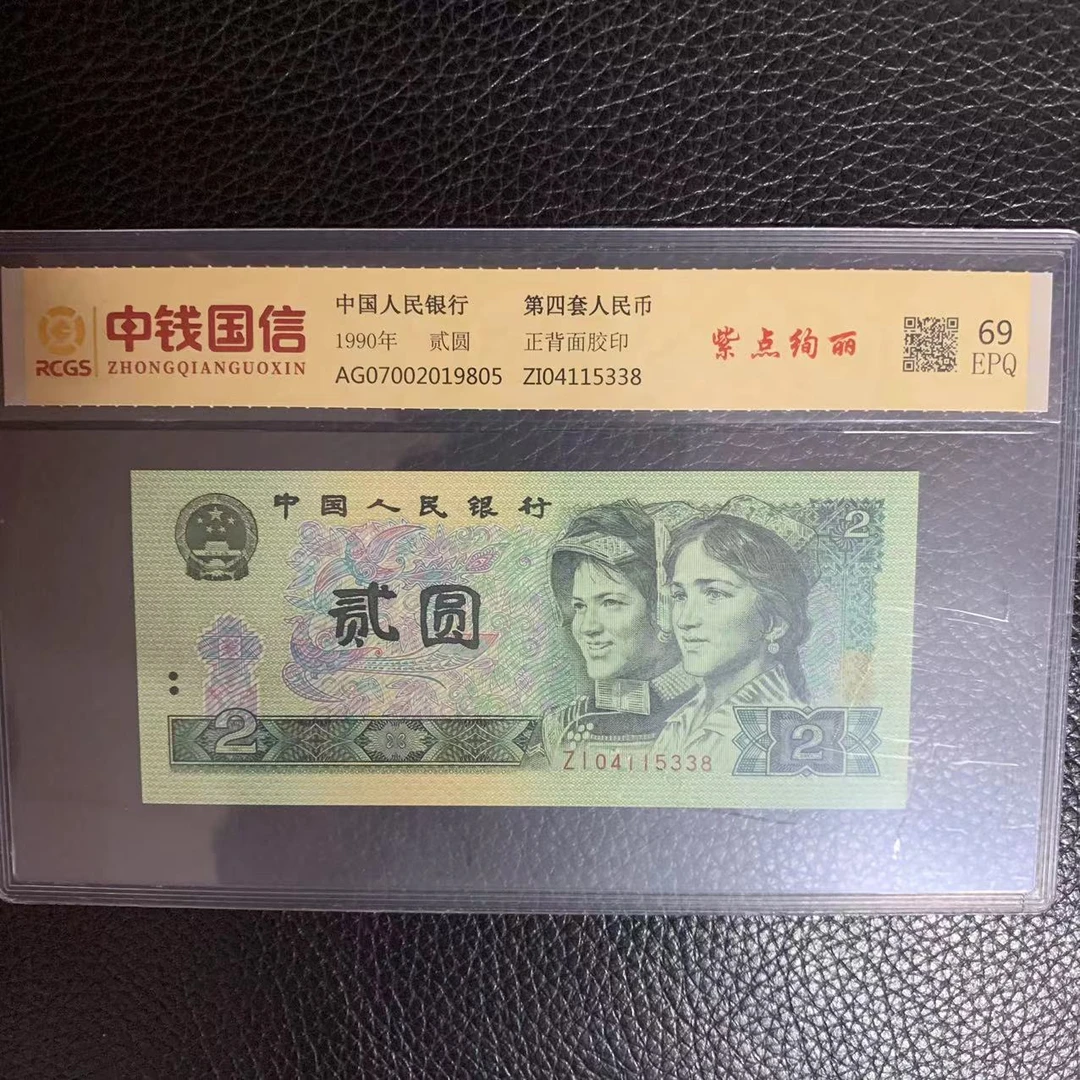 中钱国信
RCGS ZHONGQIANGUOXIN
中国人民银行 第四套人民币
1990年 贰圆 正背面胶印
AG07002019805 ZI04115338
紫点绚丽
69
EPQ
中国人民银行
2
贰圆
2
ZI04115338
2